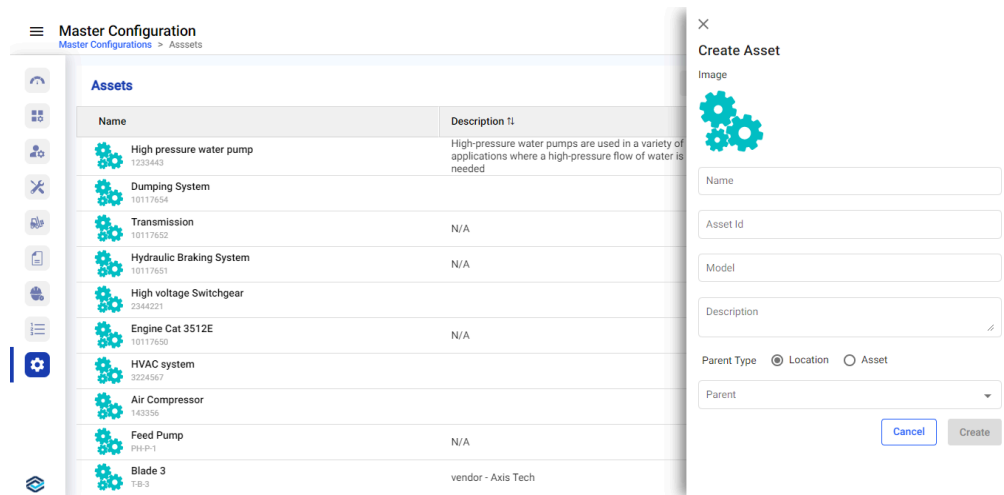 Master Configuration
Master Configurations > Asssets
Assets
Name
Description ↑↓
High pressure water pump
1233443
High-pressure water pumps are used in a variety of
applications where a high-pressure flow of water is
needed
Dumping System
10117654
Transmission
10117652
N/A
Hydraulic Braking System
10117651
N/A
High voltage Switchgear
2344221
Engine Cat 3512E
10117650
N/A
HVAC system
3224567
Air Compressor
143356
Feed Pump
PH-P-1
N/A
Blade 3
T-B-3
vendor - Axis Tech
Create Asset
Image
Name
Asset Id
Model
Description
Parent Type Location Asset
Parent
Cancel Create